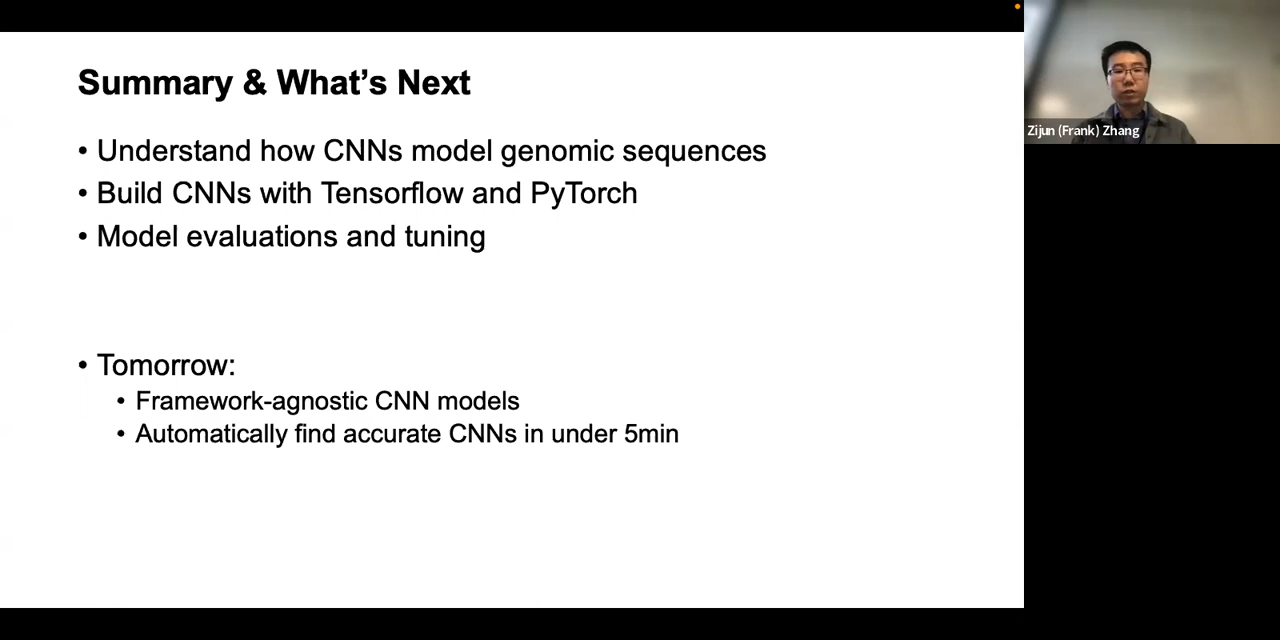 Summary & What's Next
• Understand how CNNs model genomic sequences
• Build CNNs with Tensorflow and PyTorch
• Model evaluations and tuning
• Tomorrow:
• Framework-agnostic CNN models
• Automatically find accurate CNNs in under 5min
Zijun (Frank) Zhang